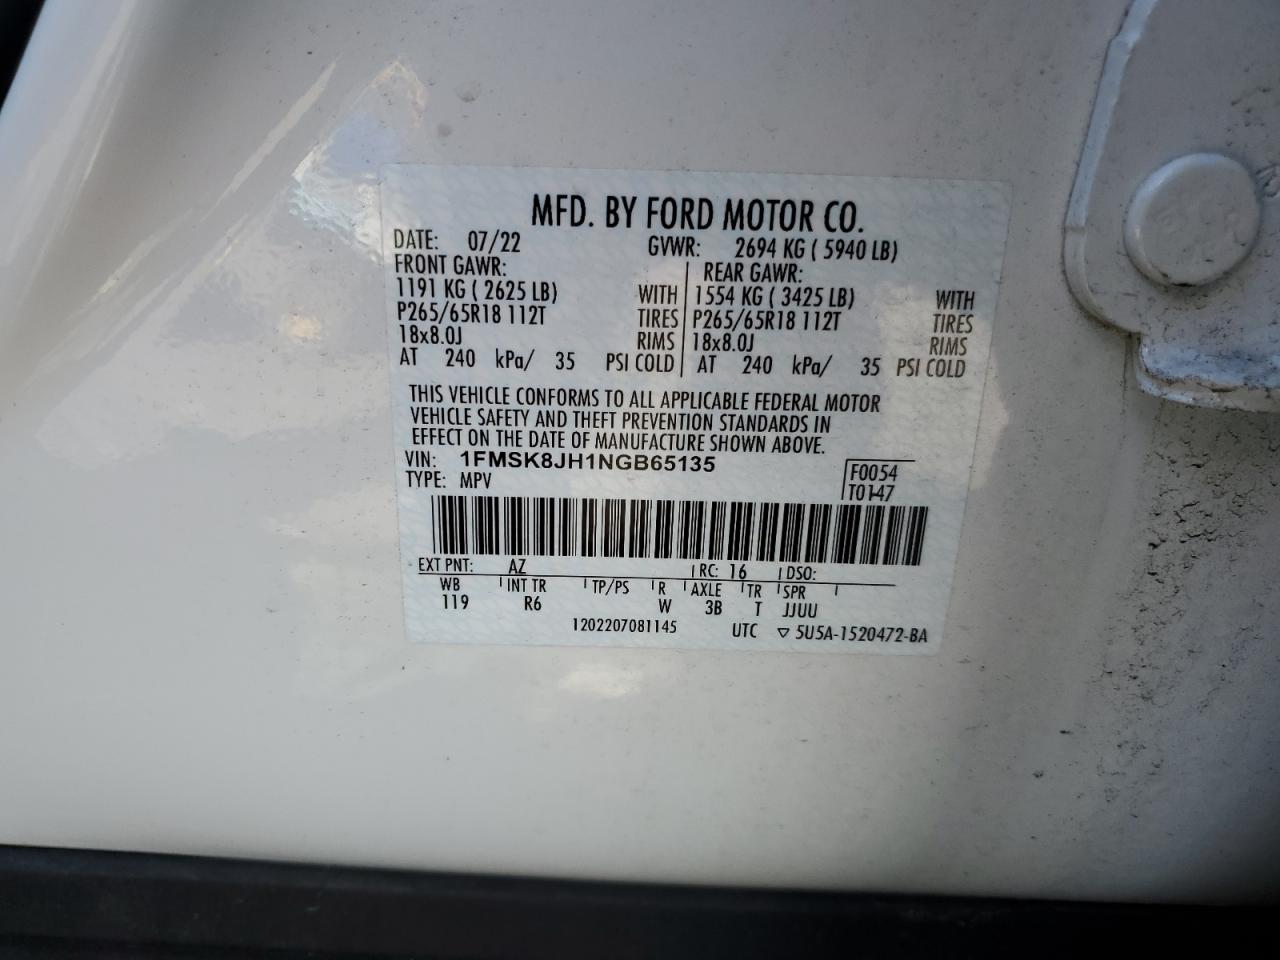 MFD. BY FORD MOTOR CO.
DATE: 07/22 GVWR: 2694 KG ( 5940 LB)
FRONT GAWR: REAR GAWR:
1191 KG ( 2625 LB) WITH 1554 KG ( 3425 LB) WITH
P265/65R18 112T TIRES P265/65R18 112T TIRES
18x8.0J RIMS 18x8.0J RIMS
AT 240 kPa/ 35 PSI COLD AT 240 kPa/ 35 PSI COLD
THIS VEHICLE CONFORMS TO ALL APPLICABLE FEDERAL MOTOR
VEHICLE SAFETY AND THEFT PREVENTION STANDARDS IN
EFFECT ON THE DATE OF MANUFACTURE SHOWN ABOVE.
VIN: 1FMSK8JH1NGB65135 F0054
TYPE: MPV T0147
EXT PNT: AZ RC: 16 DSO:
WB INT TR TP/PS R AXLE TR SPR
119 R6 W 3B T JJUU
1202207081145 UTC ▽ 5U5A-1520472-BA